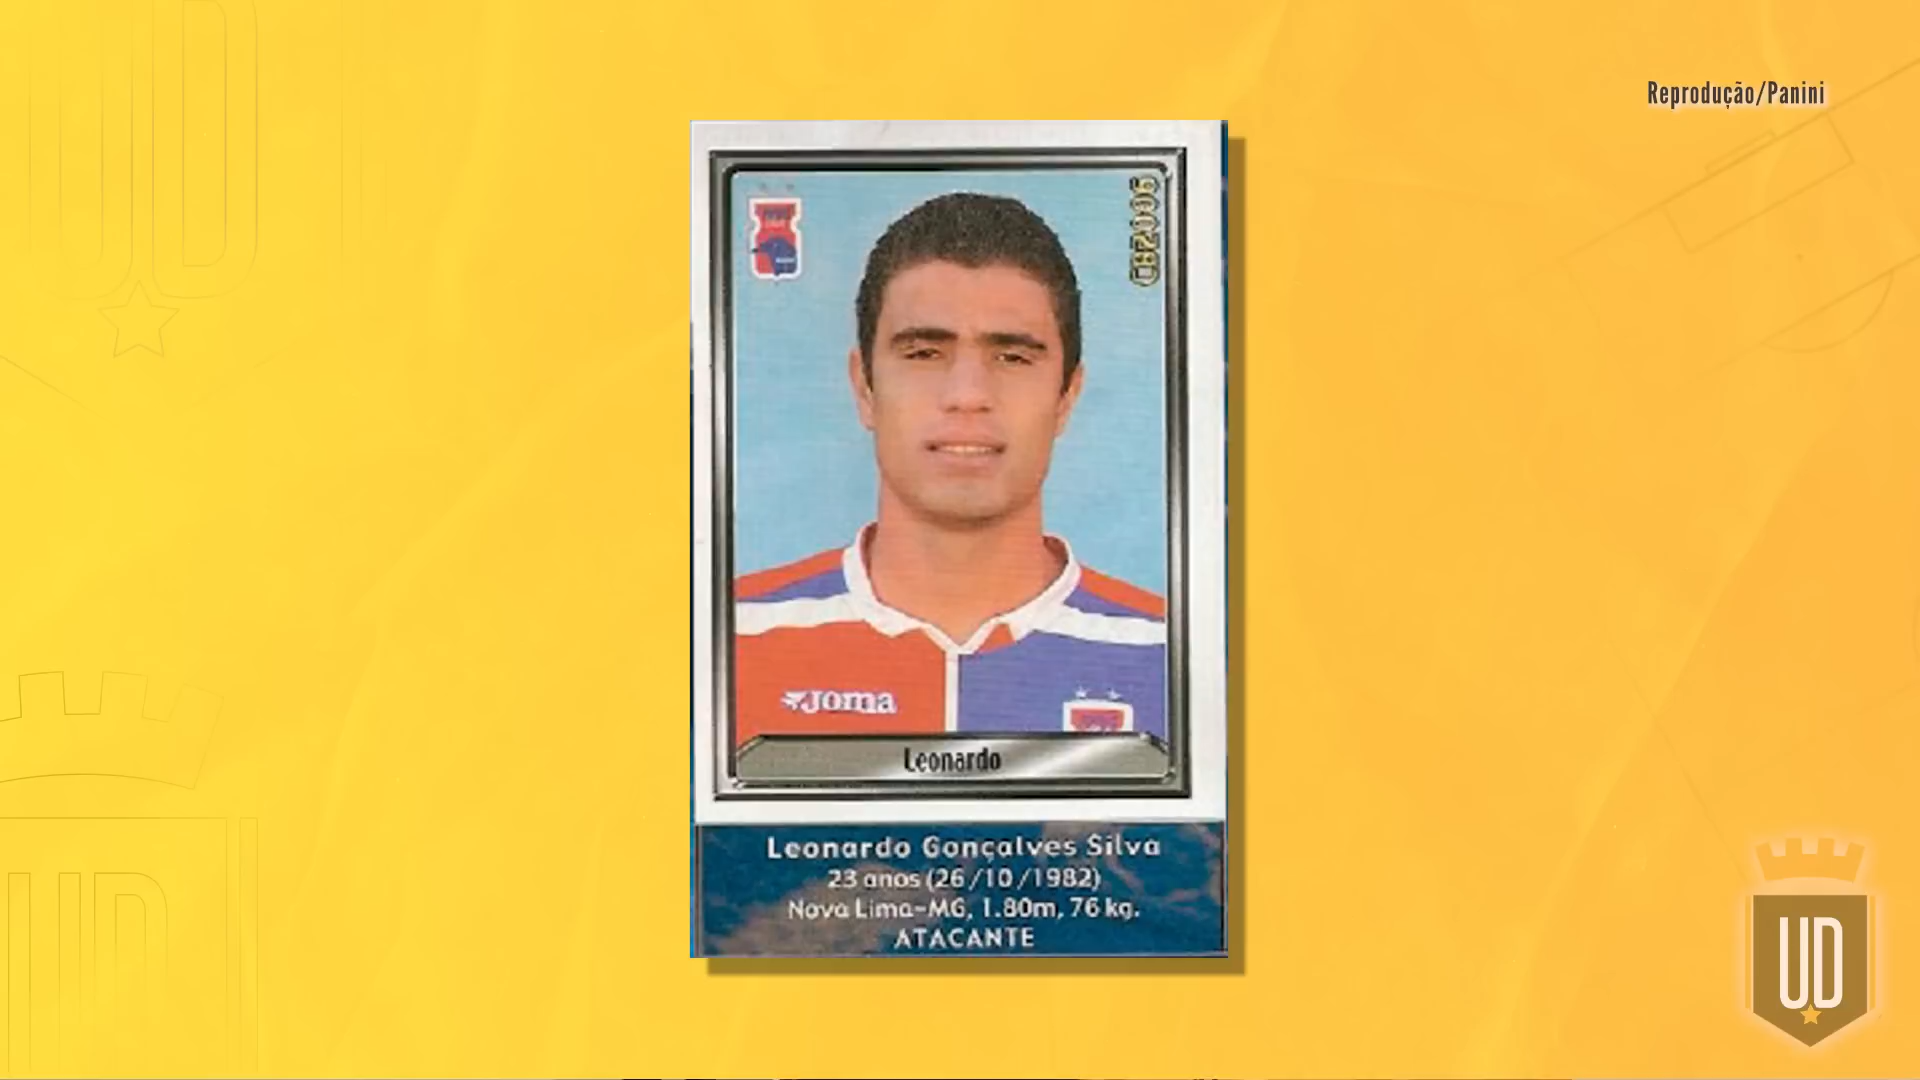 Reprodução/Panini
CB2006
Joma
Leonardo
Leonardo Gonçalves Silva
23 anos (26/10/1982)
Nova Lima-MG, 1.80m, 76 kg.
ATACANTE
UD